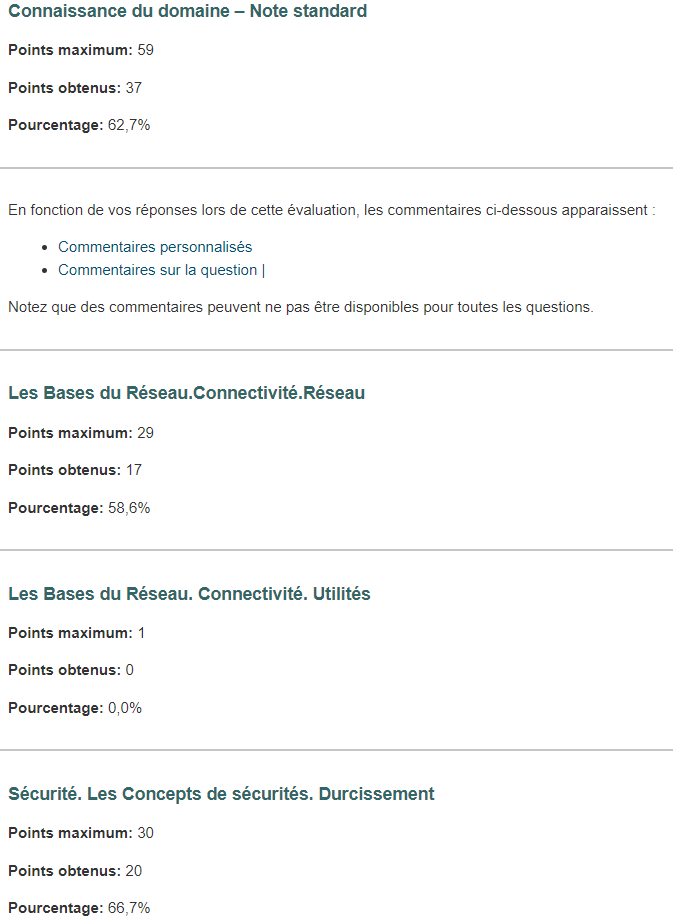 Connaissance du domaine – Note standard
Points maximum: 59
Points obtenus: 37
Pourcentage: 62,7%
En fonction de vos réponses lors de cette évaluation, les commentaires ci-dessous apparaissent :
• Commentaires personnalisés
• Commentaires sur la question |
Notez que des commentaires peuvent ne pas être disponibles pour toutes les questions.
Les Bases du Réseau.Connectivité.Réseau
Points maximum: 29
Points obtenus: 17
Pourcentage: 58,6%
Les Bases du Réseau. Connectivité. Utilités
Points maximum: 1
Points obtenus: 0
Pourcentage: 0,0%
Sécurité. Les Concepts de sécurités. Durcissement
Points maximum: 30
Points obtenus: 20
Pourcentage: 66,7%